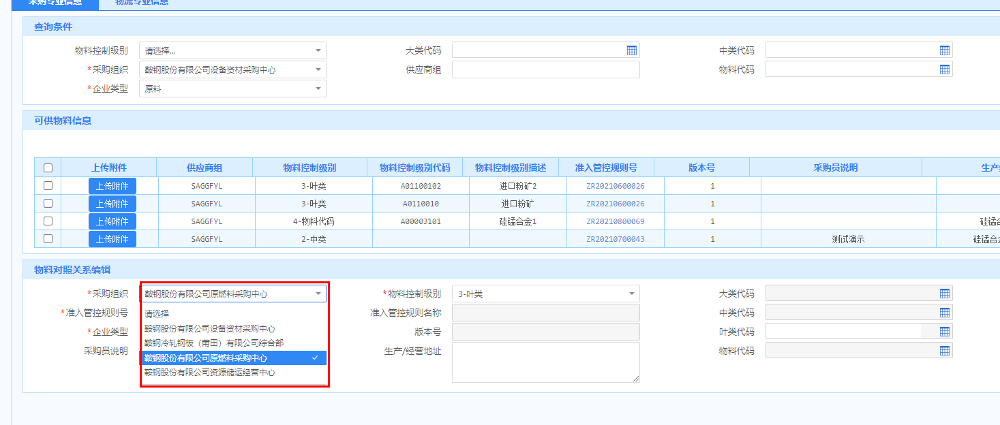 采购专业信息 物流专业信息
查询条件
物料控制级别 请选择... 大类代码 中类代码
*采购组织 鞍钢股份有限公司设备资材采购中心 供应商组 物料代码
*企业类型 原料
可供物料信息
上传附件 供应商组 物料控制级别 物料控制级别代码 物料控制级别描述 准入管控规则号 版本号 采购员说明 生产
上传附件 SAGGFYL 3-叶类 A01100102 进口粉矿2 ZR20210600026 1
上传附件 SAGGFYL 3-叶类 A0110010 进口粉矿 ZR20210600026 1
上传附件 SAGGFYL 4-物料代码 A00003101 硅锰合金1 ZR20210800069 1 硅锰合
上传附件 SAGGFYL 2-中类 ZR20210700043 1 测试演示 硅锰合金
物料对照关系编辑
*采购组织 鞍钢股份有限公司原燃料采购中心 *物料控制级别 3-叶类 大类代码
*准入管控规则号 请选择 准入管控规则名称 中类代码
*企业类型 鞍钢股份有限公司设备资材采购中心 版本号 叶类代码
鞍钢冷轧钢板（莆田）有限公司综合部
采购员说明 鞍钢股份有限公司原燃料采购中心 生产/经营地址 物料代码
鞍钢股份有限公司资源储运经营中心